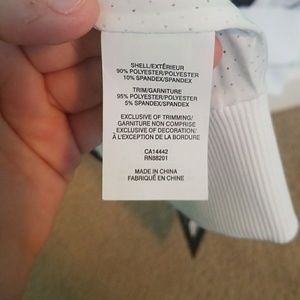 SHELL/EXTÉRIEUR
90% POLYESTER/POLYESTER
10% SPANDEX/SPANDEX
TRIM/GARNITURE
95% POLYESTER/POLYESTER
5% SPANDEX/SPANDEX
EXCLUSIVE OF TRIMMING/
GARNITURE NON COMPRISE
EXCLUSIVE OF DECORATION/
À L'EXCEPTION DE LA BORDURE
CA14442
RN88201
MADE IN CHINA
FABRIQUÉ EN CHINE